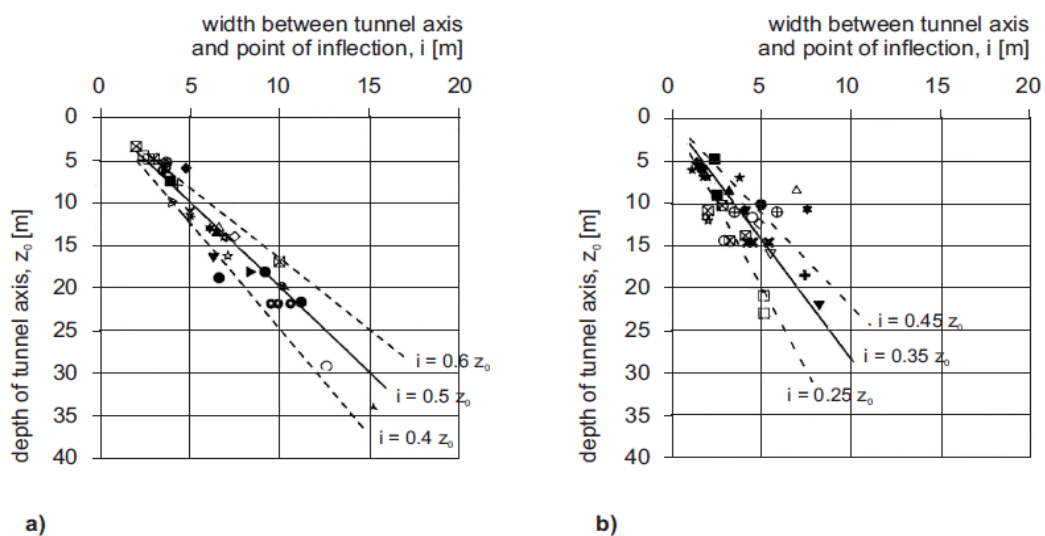 width between tunnel axis
and point of inflection, i [m]
0 5 10 15 20
0
5
10
15
20
25
30
35
40
depth of tunnel axis, z₀ [m]
i = 0.6 z₀
i = 0.5 z₀
i = 0.4 z₀
a)
width between tunnel axis
and point of inflection, i [m]
0 5 10 15 20
0
5
10
15
20
25
30
35
40
depth of tunnel axis, z₀ [m]
i = 0.45 z₀
i = 0.35 z₀
i = 0.25 z₀
b)